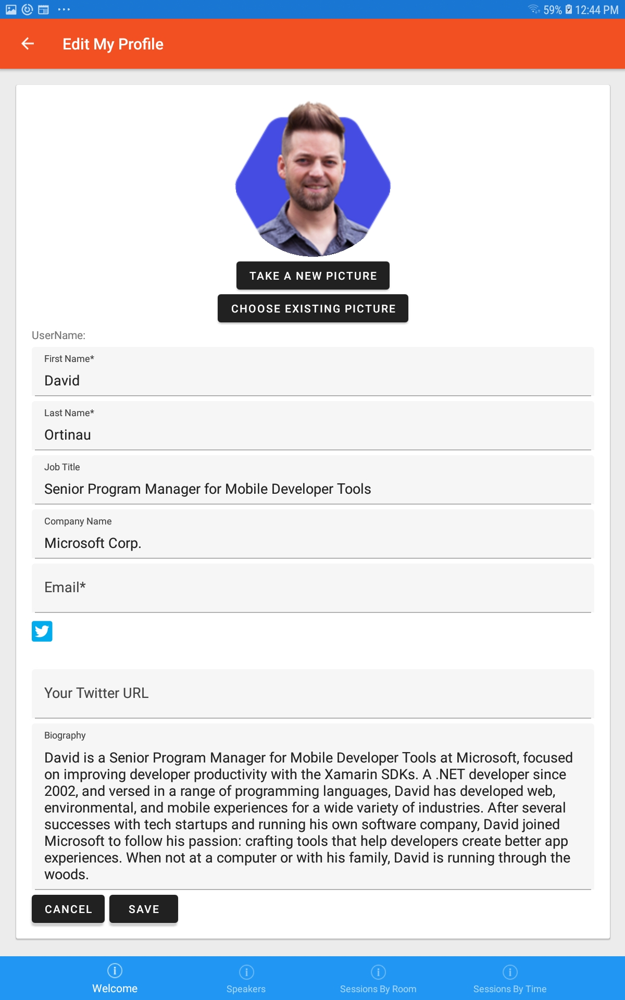 59% 12:44 PM
Edit My Profile
TAKE A NEW PICTURE
CHOOSE EXISTING PICTURE
UserName:
First Name*
David
Last Name*
Ortinau
Job Title
Senior Program Manager for Mobile Developer Tools
Company Name
Microsoft Corp.
Email*
Your Twitter URL
Biography
David is a Senior Program Manager for Mobile Developer Tools at Microsoft, focused
on improving developer productivity with the Xamarin SDKs. A .NET developer since
2002, and versed in a range of programming languages, David has developed web,
environmental, and mobile experiences for a wide variety of industries. After several
successes with tech startups and running his own software company, David joined
Microsoft to follow his passion: crafting tools that help developers create better app
experiences. When not at a computer or with his family, David is running through the
woods.
CANCEL SAVE
Welcome Speakers Sessions By Room Sessions By Time